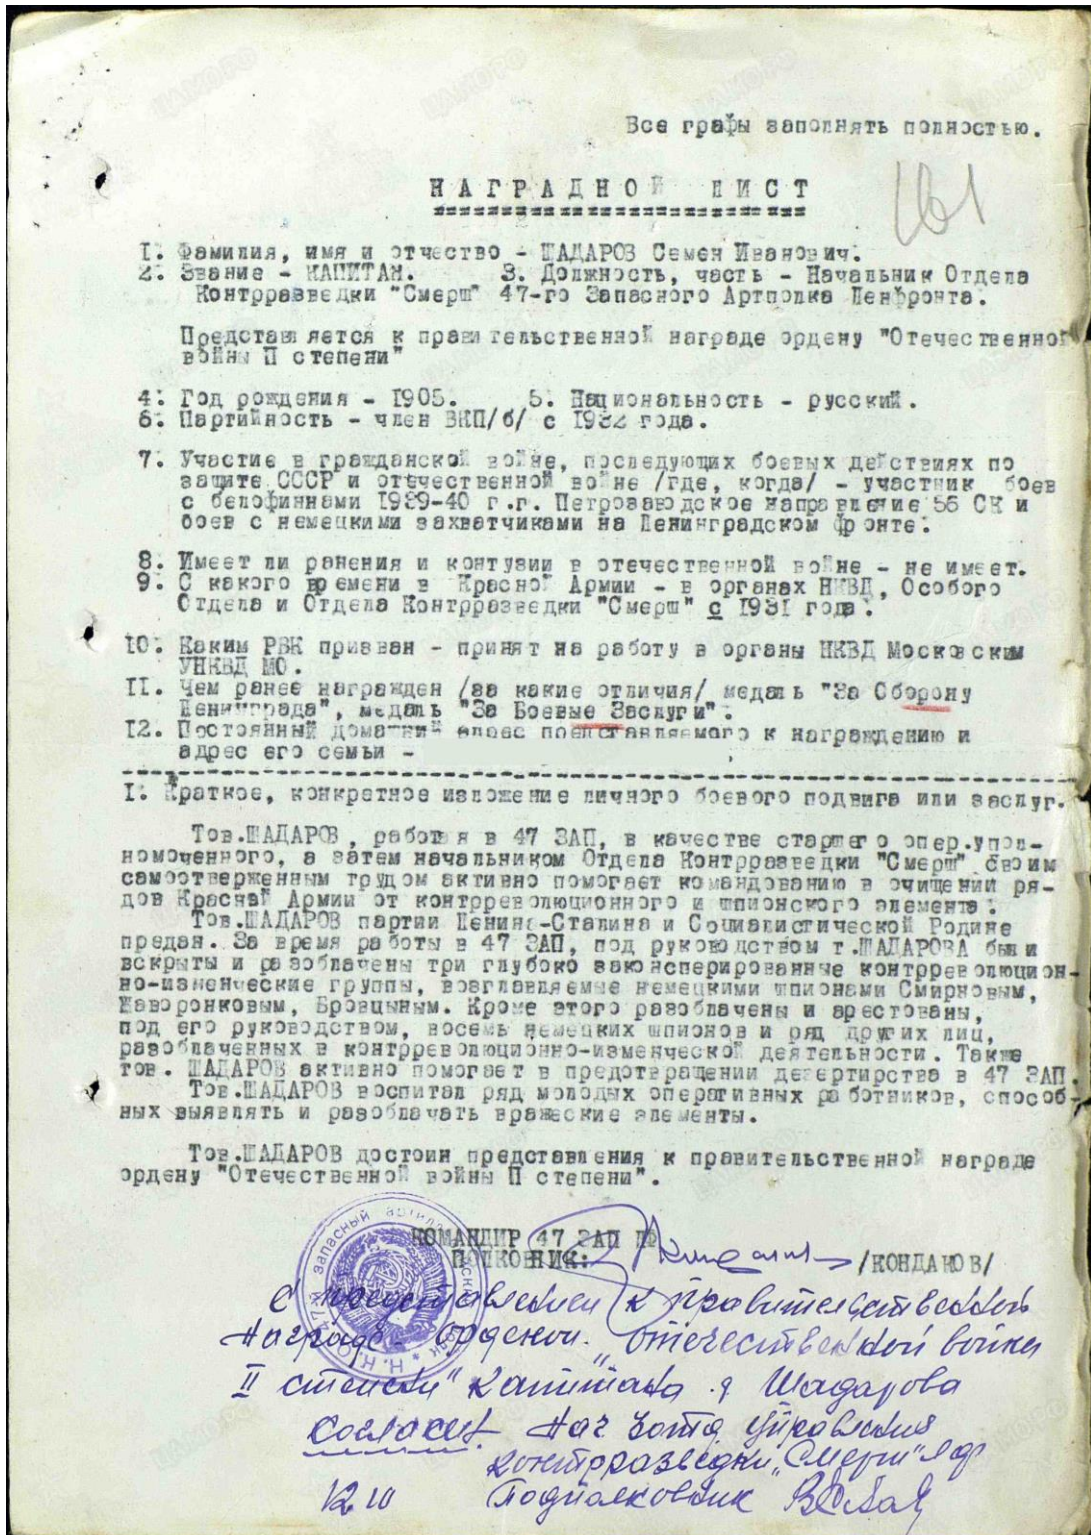 Все графы заполнять полностью.
161
НАГРАДНОЙ ЛИСТ
1. Фамилия, имя и отчество - ШАДАРОВ Семен Иванович.
2. Звание - КАПИТАН. 3. Должность, часть - Начальник Отдела
Контрразведки "Смерш" 47-го Запасного Артполка Ленфронта.
Представляется к правительственной награде ордену "Отечественной
войны II степени"
4. Год рождения - 1905. 5. Национальность - русский.
6. Партийность - член ВКП/б/ с 1932 года.
7. Участие в гражданской войне, последующих боевых действиях по
защите СССР и отечественной войне /где, когда/ - участник боев
с белофиннами 1939-40 г.г. Петрозаводское направление 56 СК и
боев с немецкими захватчиками на Ленинградском фронте.
8. Имеет ли ранения и контузии в отечественной войне - не имеет.
9. С какого времени в Красной Армии - в органах НКВД, Особого
Отдела и Отдела Контрразведки "Смерш" с 1931 года.
10. Каким РВК призван - принят на работу в органы НКВД Московским
УНКВД МО.
11. Чем ранее награжден /за какие отличия/ медаль "За Оборону
Ленинграда", медаль "За Боевые Заслуги".
12. Постоянный домашний адрес представляемого к награждению и
адрес его семьи -
1. Краткое, конкретное изложение личного боевого подвига или заслуг.
Тов.ШАДАРОВ, работая в 47 ЗАП, в качестве старшего опер.упол-
номоченного, а затем начальником Отдела Контрразведки "Смерш" своим
самоотверженным трудом активно помогает командованию в очищении ря-
дов Красной Армии от контрреволюционного и шпионского элемента.
Тов.ШАДАРОВ партии Ленина-Сталина и Социалистической Родине
предан. За время работы в 47 ЗАП, под руководством т.ШАДАРОВА были
вскрыты и разоблачены три глубоко законсперированные контрреволюцион-
но-изменческие группы, возглавляемые немецкими шпионами Смирновым,
Жаворонковым, Бровцыным. Кроме этого разоблачены и арестованы,
под его руководством, восемь немецких шпионов и ряд других лиц,
разоблаченных в контрреволюционно-изменческой деятельности. Также
тов. ШАДАРОВ активно помогает в предотвращении дезертирства в 47 ЗАП.
Тов.ШАДАРОВ воспитал ряд молодых оперативных работников, способ-
ных выявлять и разоблачать вражеские элементы.
Тов.ШАДАРОВ достоин представления к правительственной награде
ордену "Отечественной войны II степени".
КОМАНДИР 47 ЗАП ЛФ
ПОЛКОВНИК: /КОНДАКОВ/
С представлением к правительственной
награде - орденом "Отечественной войны
II степени" капитана Шадарова
согласен. Нач отд управления
контрразведки "Смерш" Лф
Подполковник